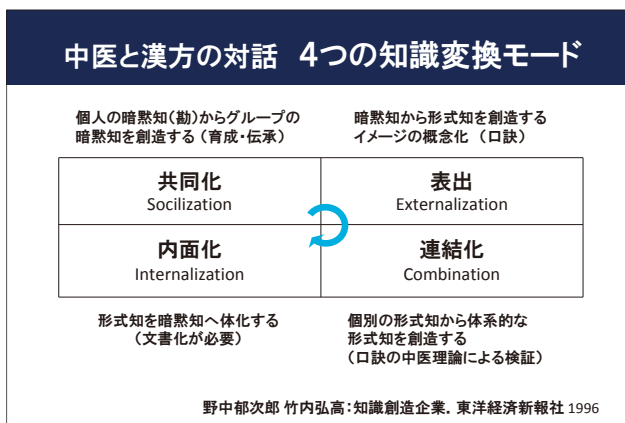 中医と漢方の対話 4つの知識変換モード
個人の暗黙知(勘)からグループの
暗黙知を創造する (育成・伝承)
暗黙知から形式知を創造する
イメージの概念化 (口訣)
共同化
Socilization
表出
Externalization
内面化
Internalization
連結化
Combination
形式知を暗黙知へ体化する
(文書化が必要)
個別の形式知から体系的な
形式知を創造する
(口訣の中医理論による検証)
野中郁次郎 竹内弘高:知識創造企業. 東洋経済新報社 1996